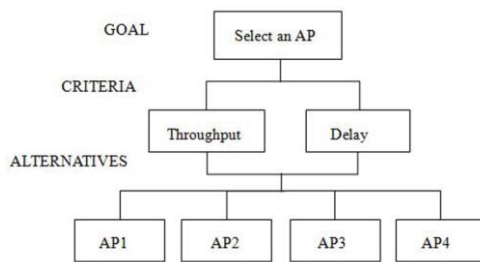 GOAL
Select an AP
CRITERIA
Throughput
Delay
ALTERNATIVES
AP1
AP2
AP3
AP4